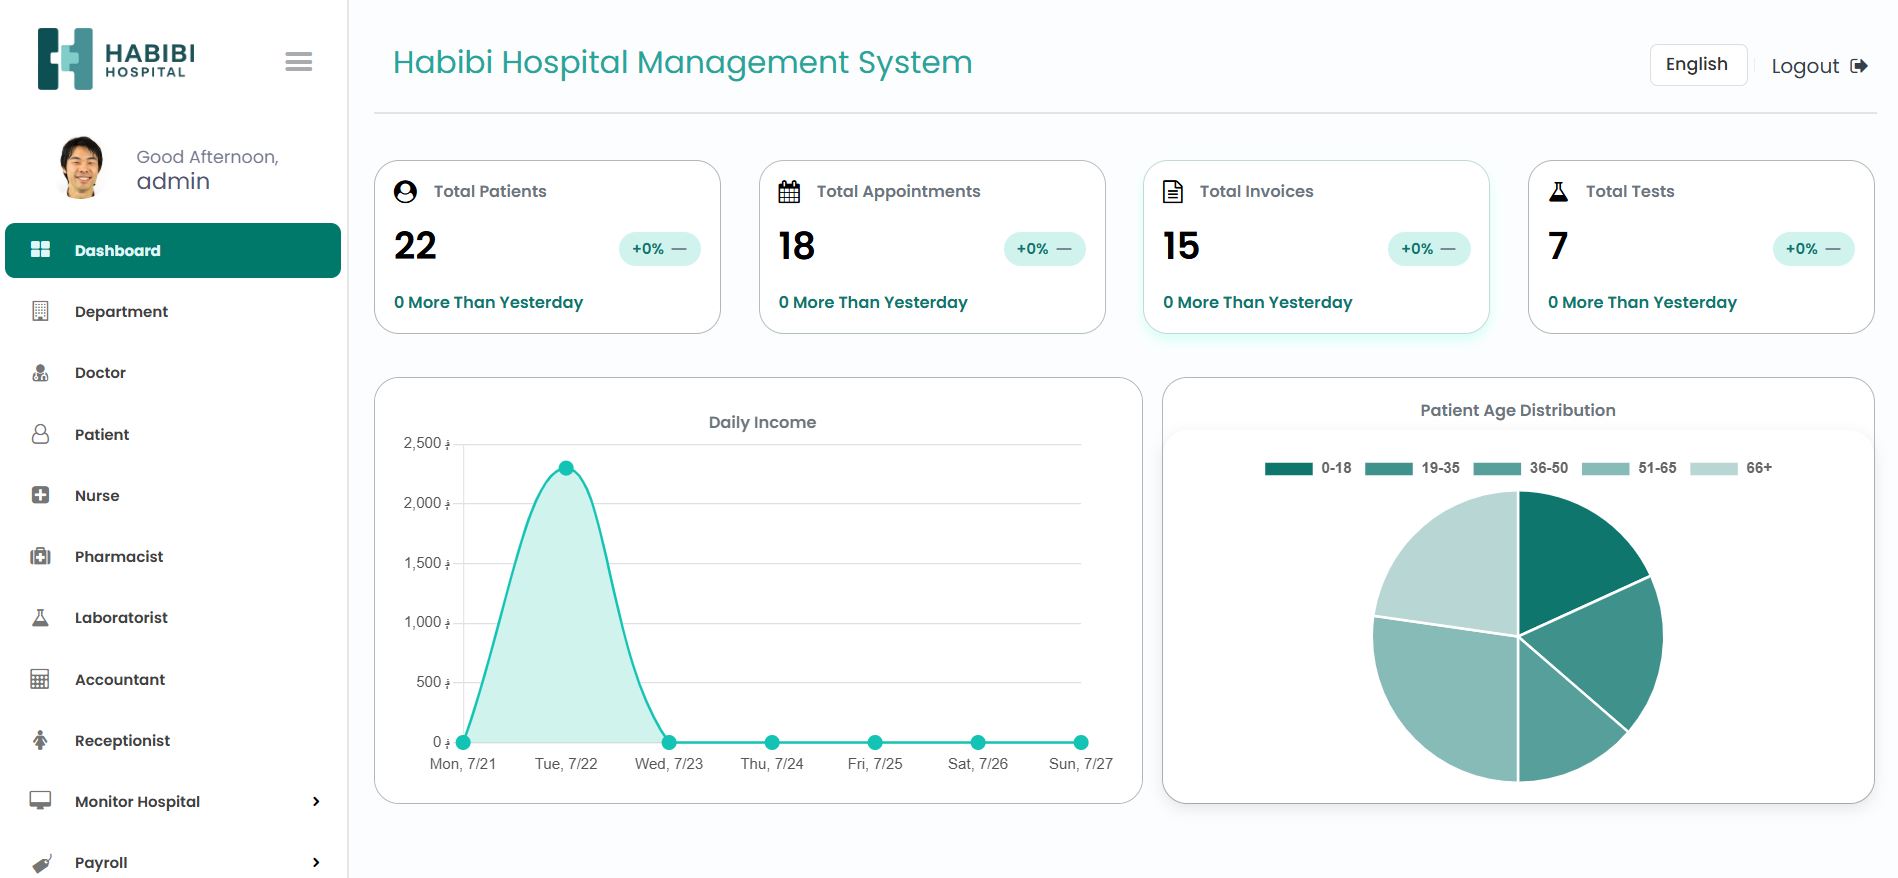 HABIBI
HOSPITAL
Good Afternoon,
admin
Dashboard
Department
Doctor
Patient
Nurse
Pharmacist
Laboratorist
Accountant
Receptionist
Monitor Hospital
Payroll
Habibi Hospital Management System
English
Logout
Total Patients
22
+0% —
0 More Than Yesterday
Total Appointments
18
+0% —
0 More Than Yesterday
Total Invoices
15
+0% —
0 More Than Yesterday
Total Tests
7
+0% —
0 More Than Yesterday
Daily Income
2,500 ؋
2,000 ؋
1,500 ؋
1,000 ؋
500 ؋
0 ؋
Mon, 7/21 Tue, 7/22 Wed, 7/23 Thu, 7/24 Fri, 7/25 Sat, 7/26 Sun, 7/27
Patient Age Distribution
0-18 19-35 36-50 51-65 66+